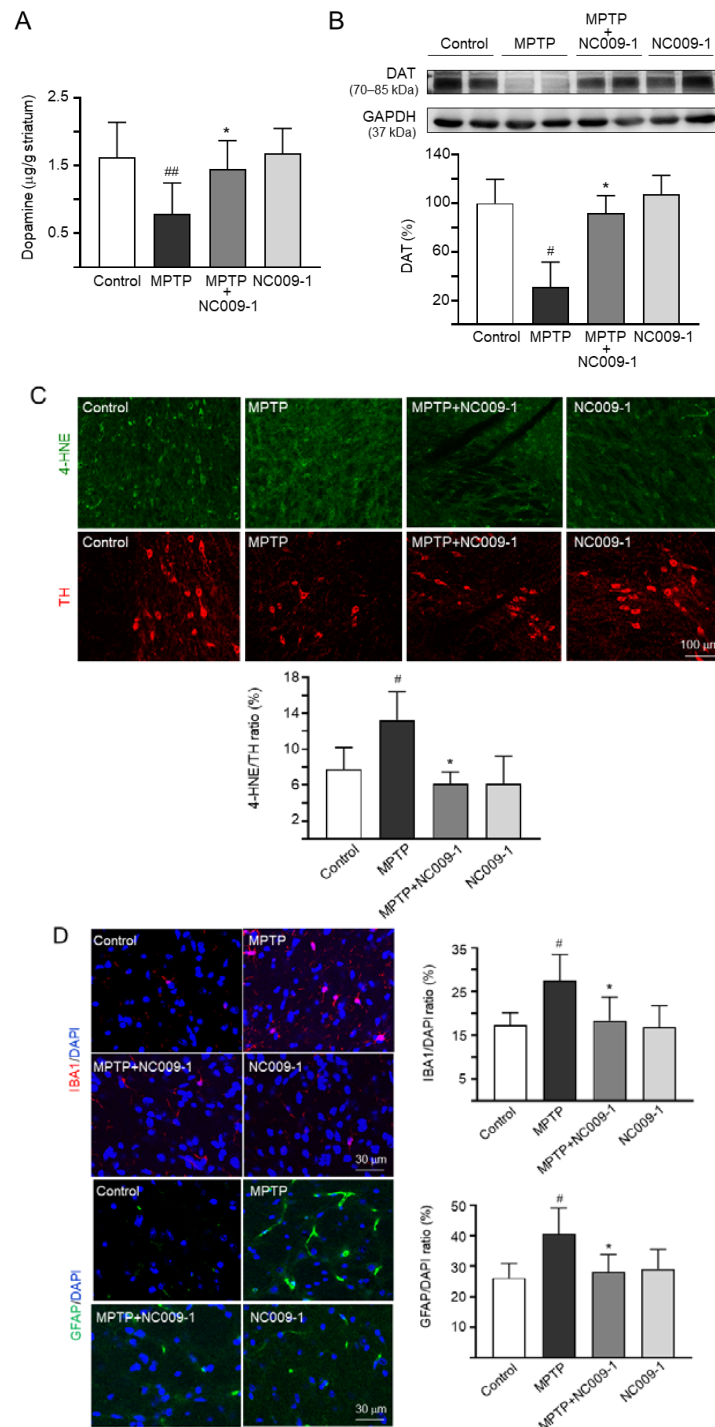 A
2.5
1.5
0.5
Dopamine (µg/g striatum)
##
*
Control
MPTP
MPTP
+
NC009-1
NC009-1
B
Control
MPTP
MPTP
+
NC009-1
NC009-1
DAT
(70–85 kDa)
GAPDH
(37 kDa)
140
100
60
20
DAT (%)
#
*
Control
MPTP
MPTP
+
NC009-1
NC009-1
C
4-HNE
Control
MPTP
MPTP+NC009-1
NC009-1
TH
Control
MPTP
MPTP+NC009-1
NC009-1
100 µm
18
14
10
6
2
4-HNE/TH ratio (%)
#
*
Control
MPTP
MPTP+NC009-1
NC009-1
D
IBA1/DAPI
Control
MPTP
MPTP+NC009-1
NC009-1
30 µm
35
25
15
5
IBA1/DAPI ratio (%)
#
*
Control
MPTP
MPTP+NC009-1
NC009-1
GFAP/DAPI
Control
MPTP
MPTP+NC009-1
NC009-1
30 µm
50
40
30
20
10
GFAP/DAPI ratio (%)
#
*
Control
MPTP
MPTP+NC009-1
NC009-1